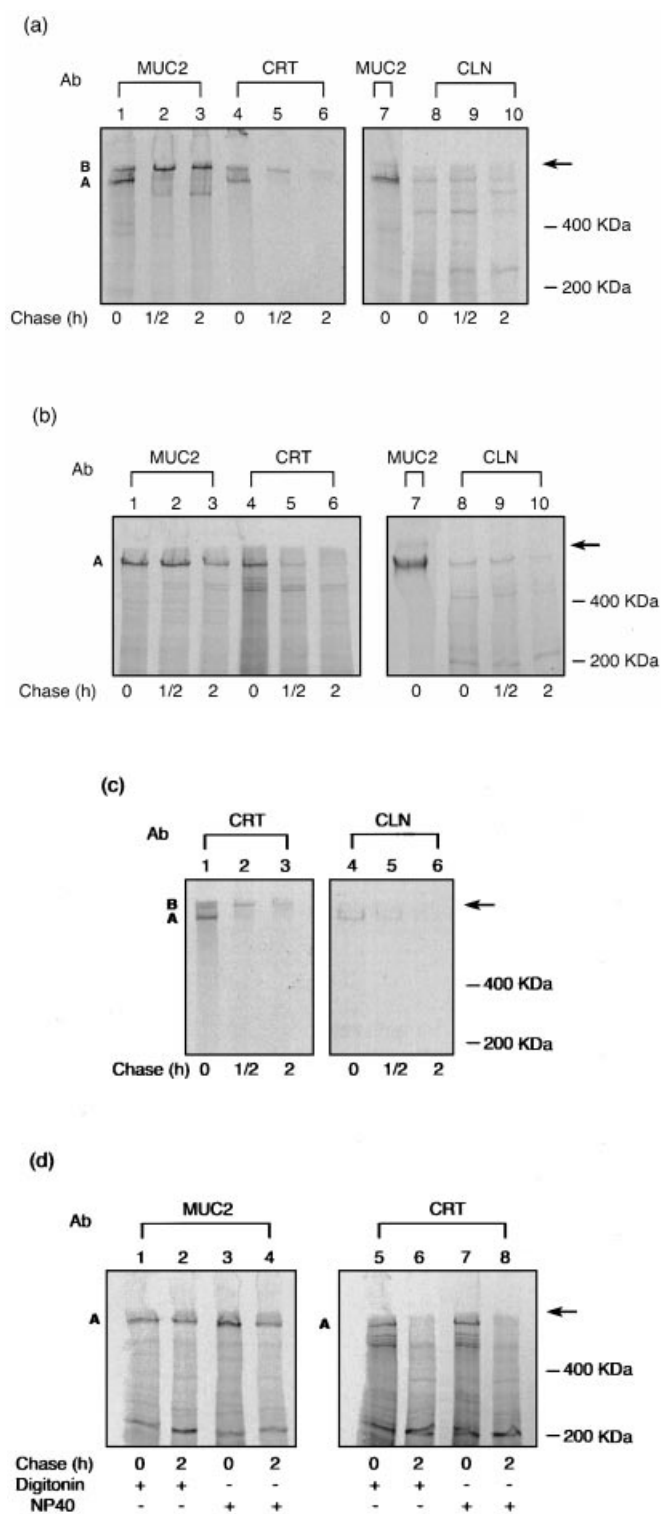 (a)
Ab MUC2 CRT MUC2 CLN
1 2 3 4 5 6 7 8 9 10
B
A
400 KDa
200 KDa
Chase (h) 0 1/2 2 0 1/2 2 0 0 1/2 2
(b)
Ab MUC2 CRT MUC2 CLN
1 2 3 4 5 6 7 8 9 10
A
400 KDa
200 KDa
Chase (h) 0 1/2 2 0 1/2 2 0 0 1/2 2
(c)
Ab CRT CLN
1 2 3 4 5 6
B
A
400 KDa
200 KDa
Chase (h) 0 1/2 2 0 1/2 2
(d)
Ab MUC2 CRT
1 2 3 4 5 6 7 8
A A
400 KDa
200 KDa
Chase (h) 0 2 0 2 0 2 0 2
Digitonin + + - - + + - -
NP40 - - + + - - + +